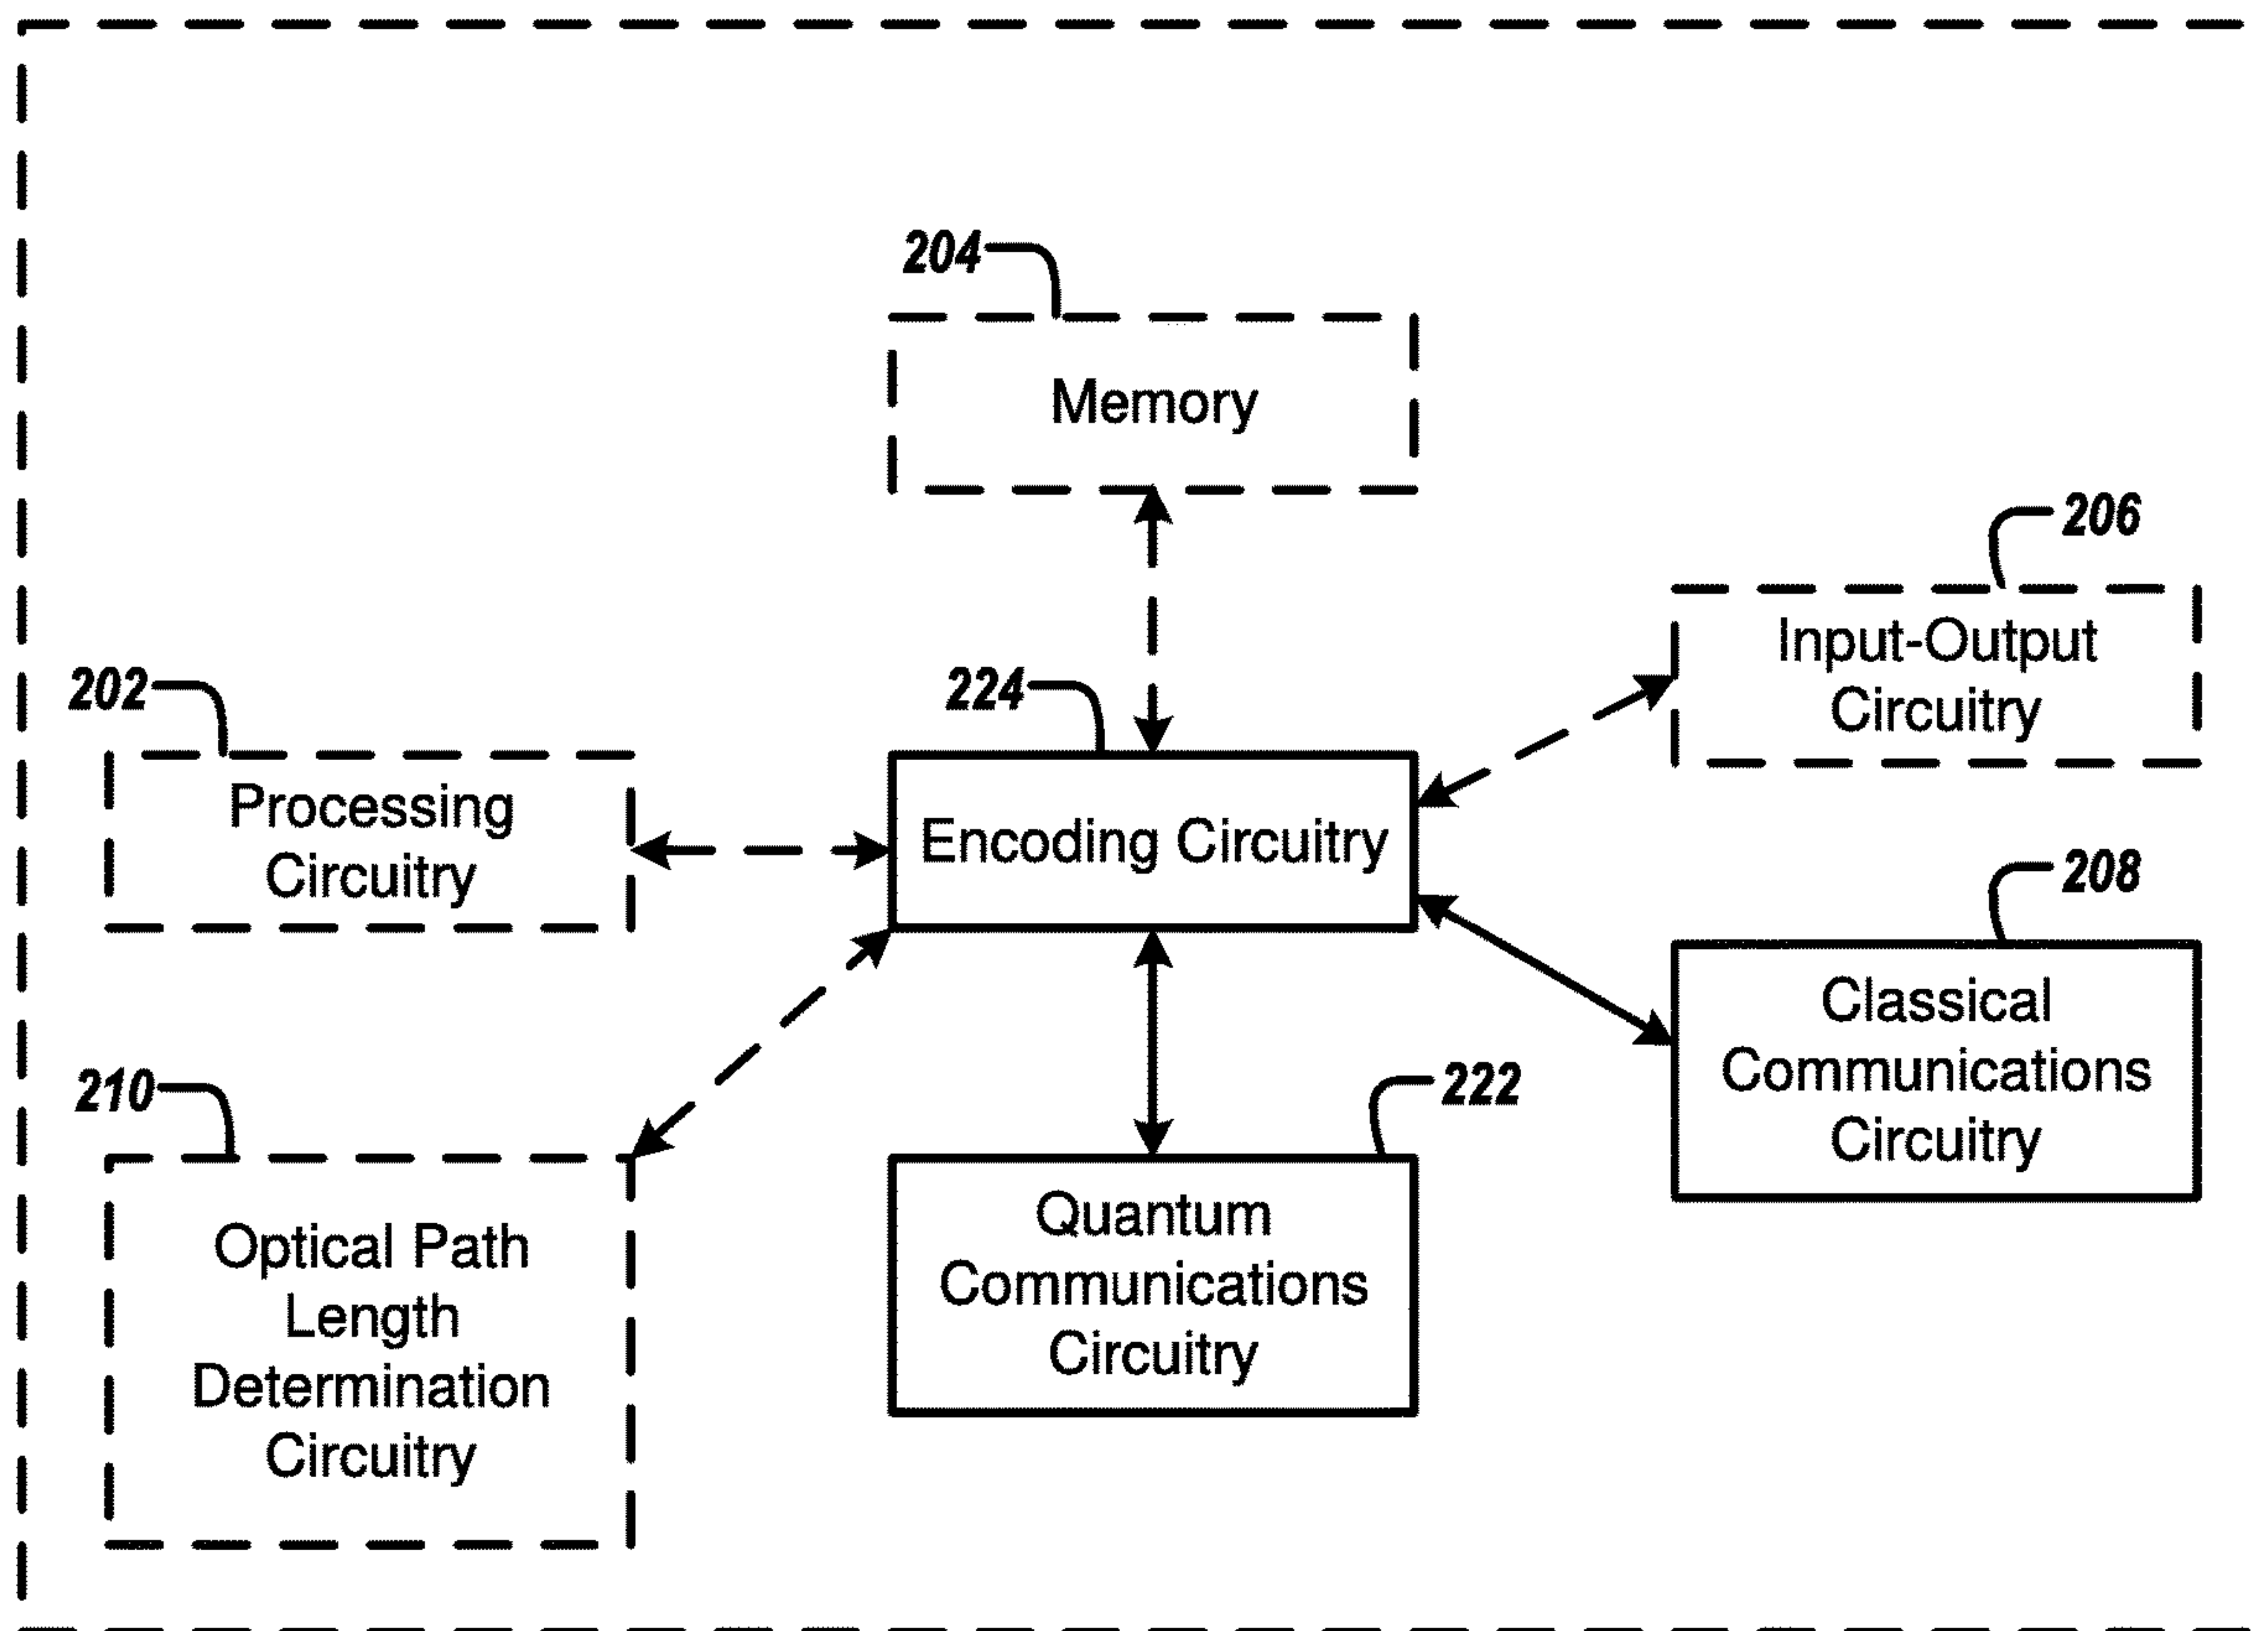 204
Memory
206
Input-Output
Circuitry
202
Processing
Circuitry
224
Encoding Circuitry
208
Classical
Communications
Circuitry
210
Optical Path
Length
Determination
Circuitry
222
Quantum
Communications
Circuitry